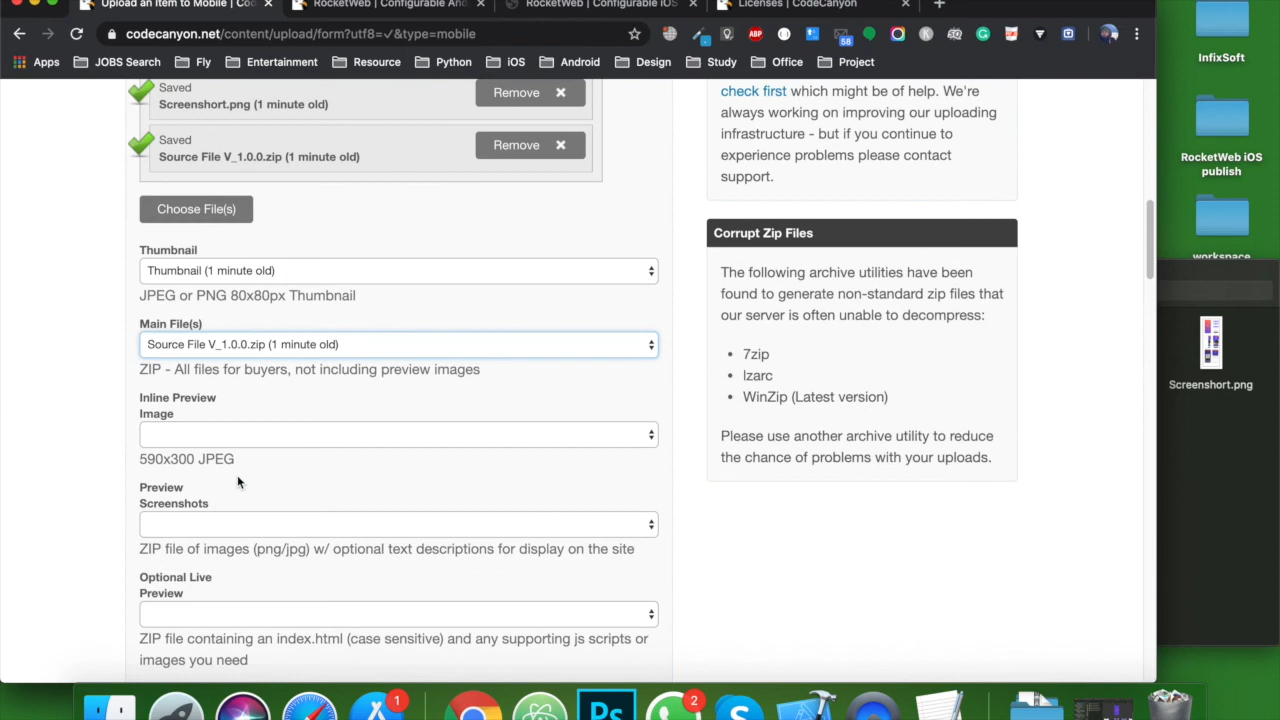 Upload an Item to Mobile | Coc
RocketWeb | Configurable And
RocketWeb | Configurable iOS
Licenses | CodeCanyon
codecanyon.net/content/upload/form?utf8=✓&type=mobile
58
Apps
JOBS Search
Fly
Entertainment
Resource
Python
iOS
Android
Design
Study
Office
Project
Saved
Screenshort.png (1 minute old)
Remove
Saved
Source File V_1.0.0.zip (1 minute old)
Remove
Choose File(s)
Thumbnail
Thumbnail (1 minute old)
JPEG or PNG 80x80px Thumbnail
Main File(s)
Source File V_1.0.0.zip (1 minute old)
ZIP - All files for buyers, not including preview images
Inline Preview
Image
590x300 JPEG
Preview
Screenshots
ZIP file of images (png/jpg) w/ optional text descriptions for display on the site
Optional Live
Preview
ZIP file containing an index.html (case sensitive) and any supporting js scripts or
images you need
check first which might be of help. We're
always working on improving our uploading
infrastructure - but if you continue to
experience problems please contact
support.
Corrupt Zip Files
The following archive utilities have been
found to generate non-standard zip files that
our server is often unable to decompress:
7zip
Izarc
WinZip (Latest version)
Please use another archive utility to reduce
the chance of problems with your uploads.
InfixSoft
RocketWeb iOS
publish
workspace
Screenshort.png
1
Ps
2